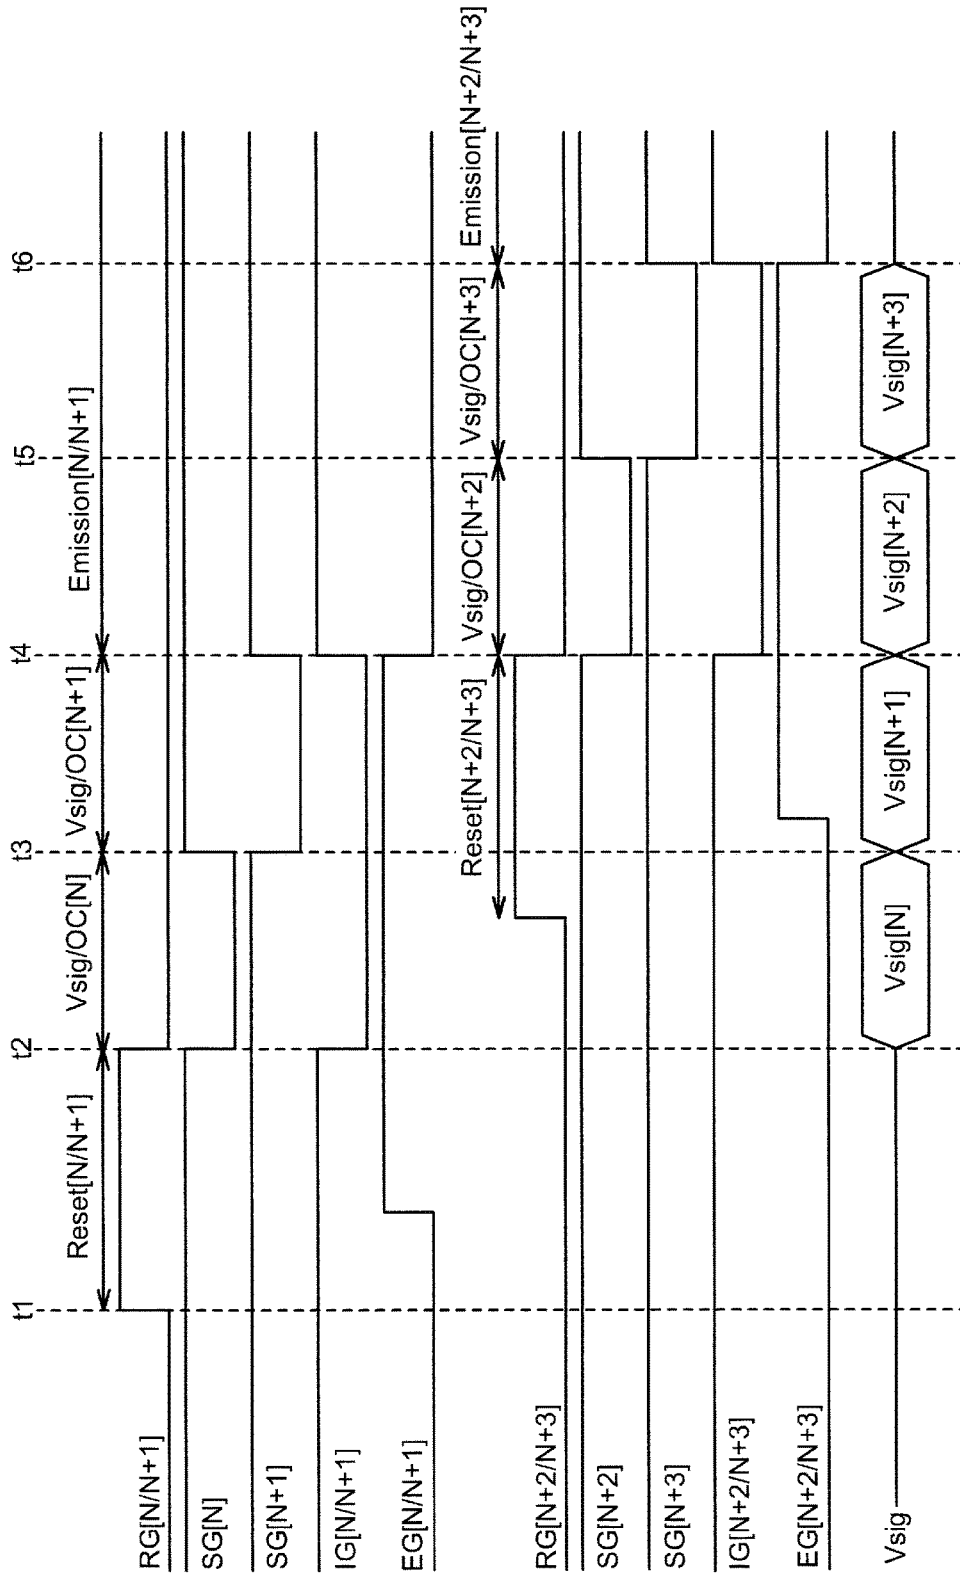 t1 t2 t3 t4 t5 t6
Reset[N/N+1] Vsig/OC[N] Vsig/OC[N+1] Emission[N/N+1]
RG[N/N+1]
SG[N]
SG[N+1]
IG[N/N+1]
EG[N/N+1]
Reset[N+2/N+3] Vsig/OC[N+2] Vsig/OC[N+3] Emission[N+2/N+3]
RG[N+2/N+3]
SG[N+2]
SG[N+3]
IG[N+2/N+3]
EG[N+2/N+3]
Vsig Vsig[N] Vsig[N+1] Vsig[N+2] Vsig[N+3]